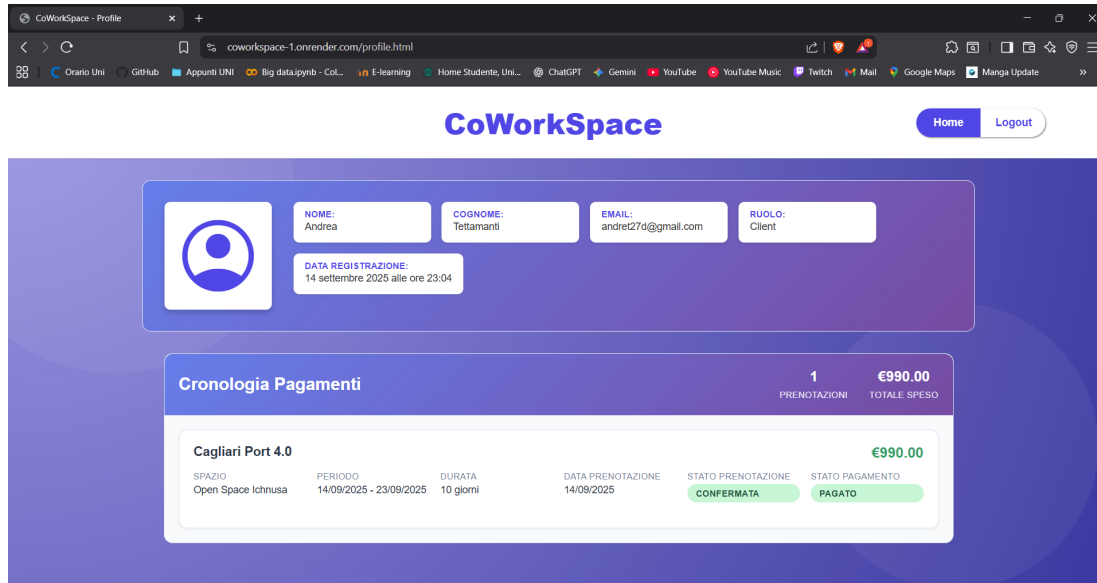 CoWorkSpace - Profile
coworkspace-1.onrender.com/profile.html
Orario Uni GitHub Appunti UNI Big data.ipynb - Col... E-learning Home Studente, Uni... ChatGPT Gemini YouTube YouTube Music Twitch Mail Google Maps Manga Update »
CoWorkSpace
Home Logout
NOME: COGNOME: EMAIL: RUOLO:
Andrea Tettamanti andret27d@gmail.com Client
DATA REGISTRAZIONE:
14 settembre 2025 alle ore 23:04
Cronologia Pagamenti
1 €990.00
PRENOTAZIONI TOTALE SPESO
Cagliari Port 4.0 €990.00
SPAZIO PERIODO DURATA DATA PRENOTAZIONE STATO PRENOTAZIONE STATO PAGAMENTO
Open Space Ichnusa 14/09/2025 - 23/09/2025 10 giorni 14/09/2025 CONFERMATA PAGATO